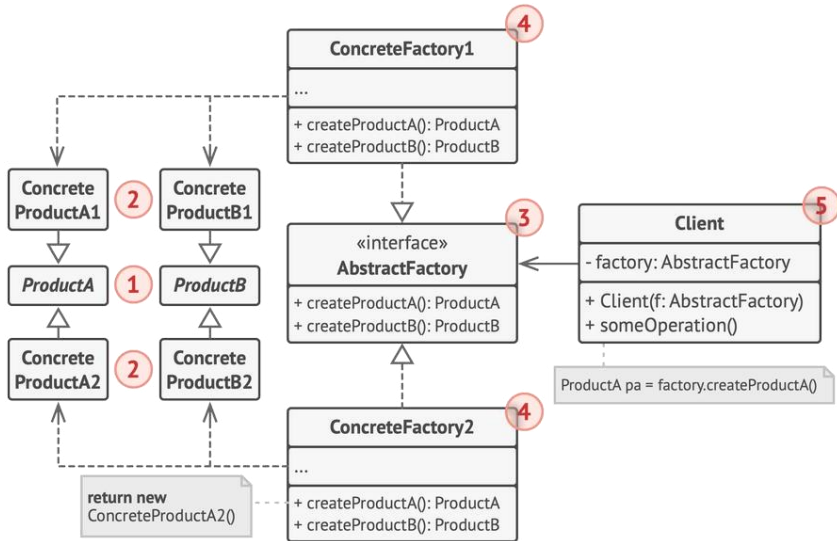 4
ConcreteFactory1
...
+ createProductA(): ProductA
+ createProductB(): ProductB
Concrete
ProductA1
2
Concrete
ProductB1
3
«interface»
AbstractFactory
+ createProductA(): ProductA
+ createProductB(): ProductB
5
Client
- factory: AbstractFactory
+ Client(f: AbstractFactory)
+ someOperation()
ProductA
1
ProductB
Concrete
ProductA2
2
Concrete
ProductB2
ProductA pa = factory.createProductA()
4
ConcreteFactory2
...
+ createProductA(): ProductA
+ createProductB(): ProductB
return new
ConcreteProductA2()